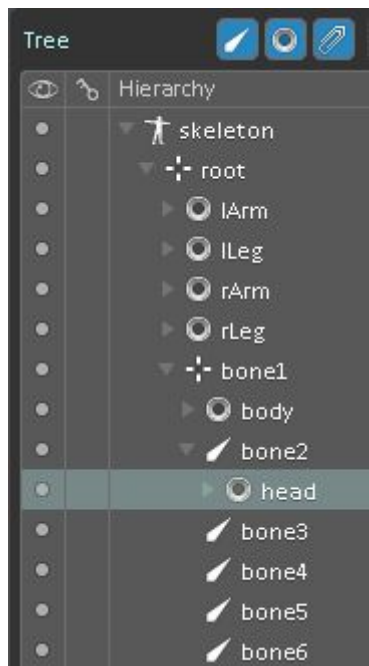 Tree
Hierarchy
skeleton
root
lArm
lLeg
rArm
rLeg
bone1
body
bone2
head
bone3
bone4
bone5
bone6